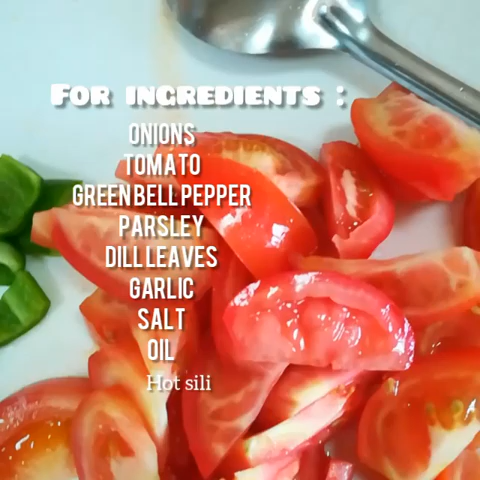 For ingredients :
ONIONS
TOMATO
GREEN BELL PEPPER
PARSLEY
DILL LEAVES
GARLIC
SALT
OIL
Hot sili